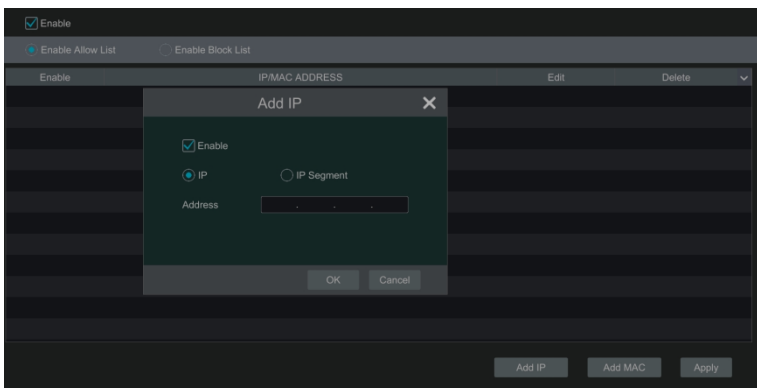 Enable
Enable Allow List Enable Block List
Enable IP/MAC ADDRESS Edit Delete
Add IP
Enable
IP IP Segment
Address . . .
OK Cancel
Add IP Add MAC Apply